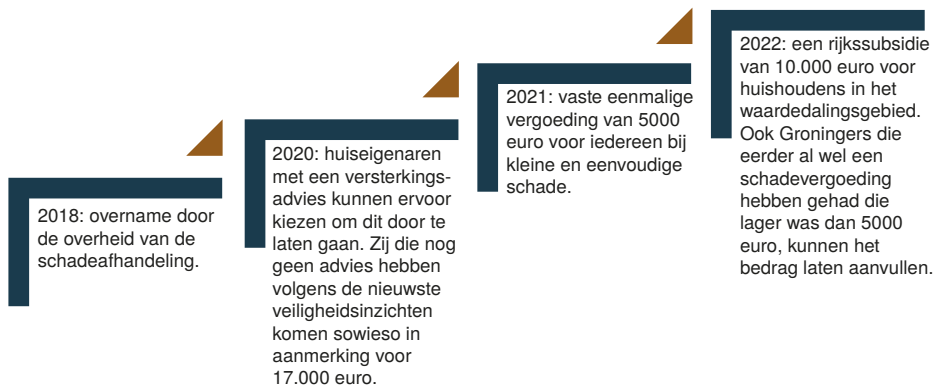 2018: overname door
de overheid van de
schadeafhandeling.
2020: huiseigenaren
met een versterkings-
advies kunnen ervoor
kiezen om dit door te
laten gaan. Zij die nog
geen advies hebben
volgens de nieuwste
veiligheidsinzichten
komen sowieso in
aanmerking voor
17.000 euro.
2021: vaste eenmalige
vergoeding van 5000
euro voor iedereen bij
kleine en eenvoudige
schade.
2022: een rijkssubsidie
van 10.000 euro voor
huishoudens in het
waardedalingsgebied.
Ook Groningers die
eerder al wel een
schadevergoeding
hebben gehad die
lager was dan 5000
euro, kunnen het
bedrag laten aanvullen.